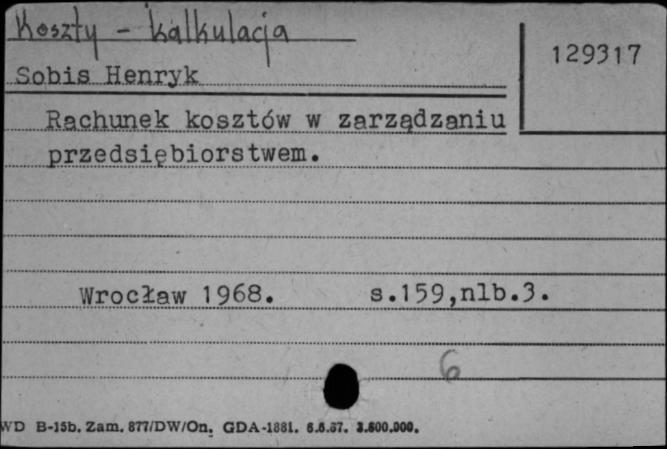 Koszty - kalkulacja
129317
Sobis Henryk
Rachunek kosztów w zarządzaniu
przedsiębiorstwem.
Wrocław 1968. s.159,nlb.3.
6
WD B-15b. Zam. 877/DW/On. GDA-1881. 6.6.67. 3.600.000.